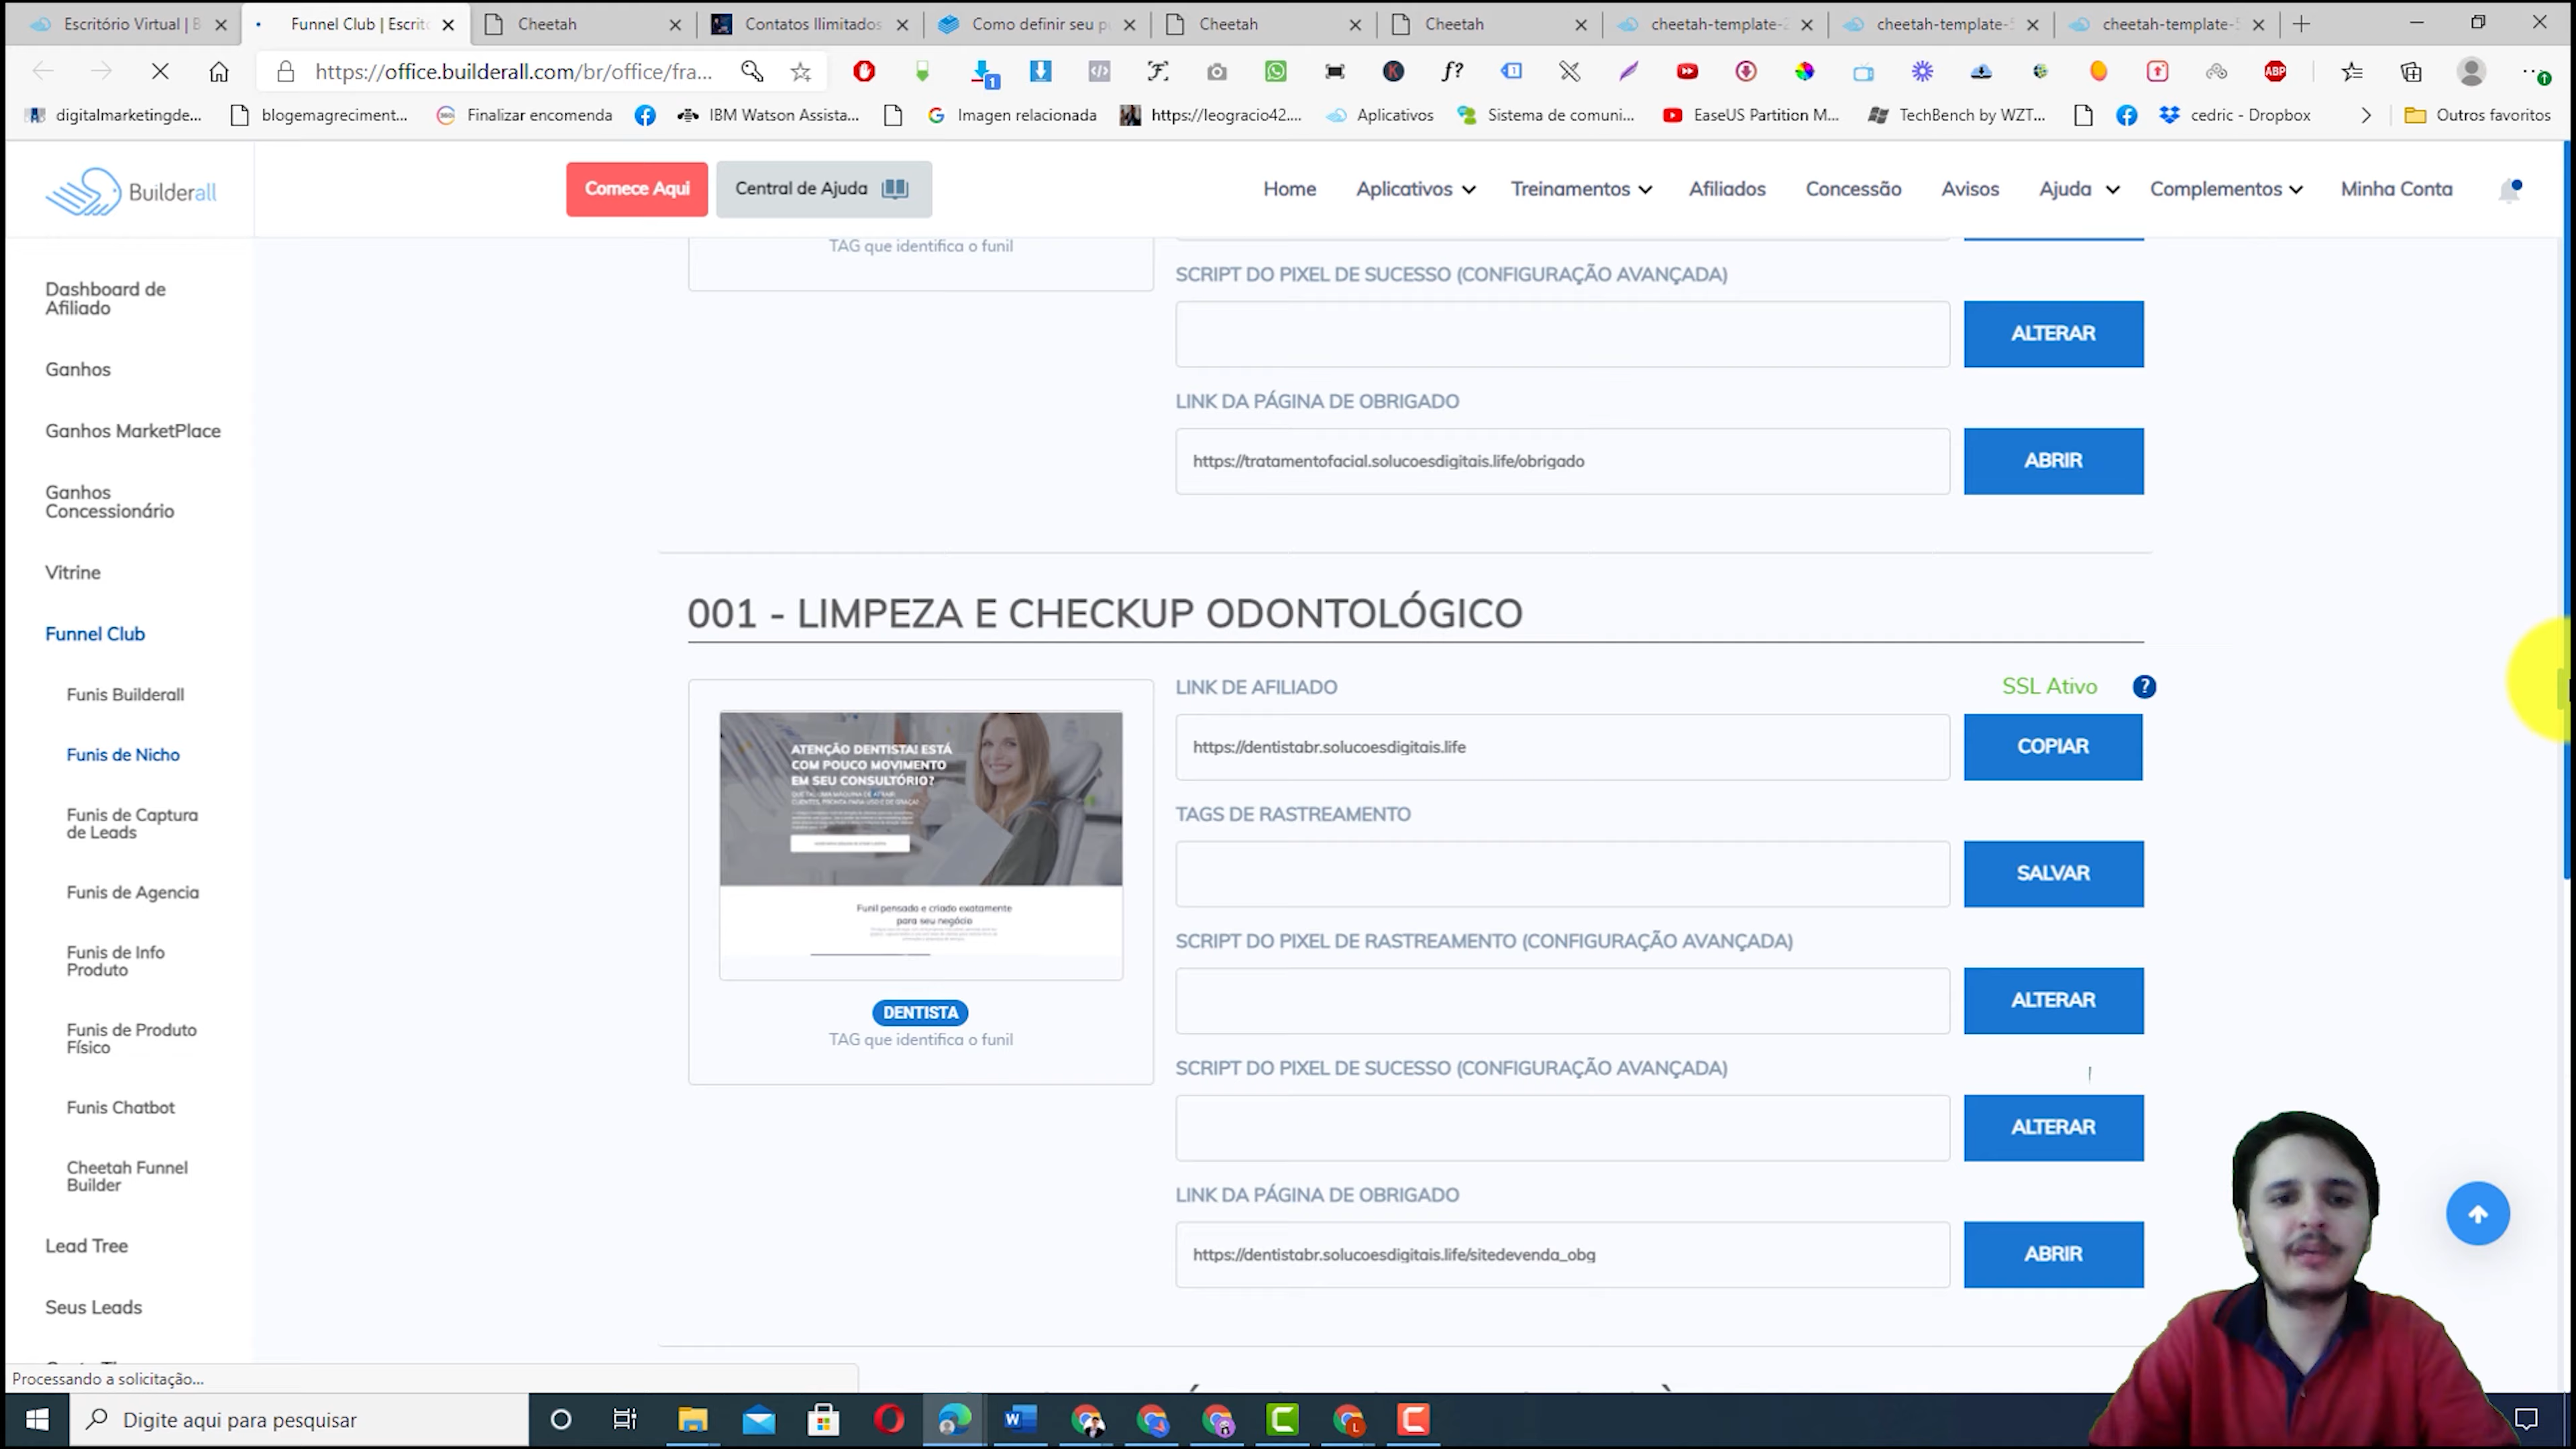 Escritório Virtual | B
Funnel Club | Escrito
Cheetah
Contatos Ilimitados
Como definir seu p
Cheetah
Cheetah
cheetah-template-2
cheetah-template-5
cheetah-template-5
https://office.builderall.com/br/office/fra...
1
f?
ABP
digitalmarketingde...
blogemagreciment...
Finalizar encomenda
IBM Watson Assista...
Imagen relacionada
https://leogracio42....
Aplicativos
Sistema de comuni...
EaseUS Partition M...
TechBench by WZT...
cedric - Dropbox
Outros favoritos
Builderall
Comece Aqui
Central de Ajuda
Home
Aplicativos
Treinamentos
Afiliados
Concessão
Avisos
Ajuda
Complementos
Minha Conta
Dashboard de
Afiliado
Ganhos
Ganhos MarketPlace
Ganhos
Concessionário
Vitrine
Funnel Club
Funis Builderall
Funis de Nicho
Funis de Captura
de Leads
Funis de Agencia
Funis de Info
Produto
Funis de Produto
Físico
Funis Chatbot
Cheetah Funnel
Builder
Lead Tree
Seus Leads
TAG que identifica o funil
SCRIPT DO PIXEL DE SUCESSO (CONFIGURAÇÃO AVANÇADA)
ALTERAR
LINK DA PÁGINA DE OBRIGADO
https://tratamentofacial.solucoesdigitais.life/obrigado
ABRIR
001 - LIMPEZA E CHECKUP ODONTOLÓGICO
ATENÇÃO DENTISTA! ESTÁ
COM POUCO MOVIMENTO
EM SEU CONSULTÓRIO?
Funil pensado e criado exatamente
para seu negócio
DENTISTA
TAG que identifica o funil
LINK DE AFILIADO
SSL Ativo
?
https://dentistabr.solucoesdigitais.life
COPIAR
TAGS DE RASTREAMENTO
SALVAR
SCRIPT DO PIXEL DE RASTREAMENTO (CONFIGURAÇÃO AVANÇADA)
ALTERAR
SCRIPT DO PIXEL DE SUCESSO (CONFIGURAÇÃO AVANÇADA)
ALTERAR
LINK DA PÁGINA DE OBRIGADO
https://dentistabr.solucoesdigitais.life/sitedevenda_obg
ABRIR
Processando a solicitação...
Digite aqui para pesquisar